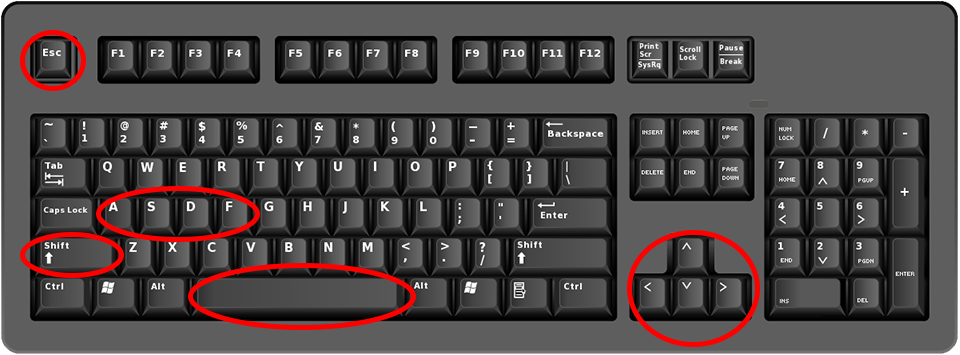 Esc F1 F2 F3 F4 F5 F6 F7 F8 F9 F10 F11 F12 Print Scr SysRq Scroll Lock Pause Break
~ ` ! 1 @ 2 # 3 $ 4 % 5 ^ 6 & 7 * 8 ( 9 ) 0 _ - + = Backspace INSERT HOME PAGE UP NUM LOCK / * -
Tab Q W E R T Y U I O P { [ } ] | \ DELETE END PAGE DOWN 7 HOME 8 ^ 9 PGUP +
Caps Lock A S D F G H J K L : ; " ' Enter 4 < 5 6 >
Shift Z X C V B N M < , > . ? / Shift ^ 1 END 2 v 3 PGDN ENTER
Ctrl Alt Alt Ctrl < v > INS DEL